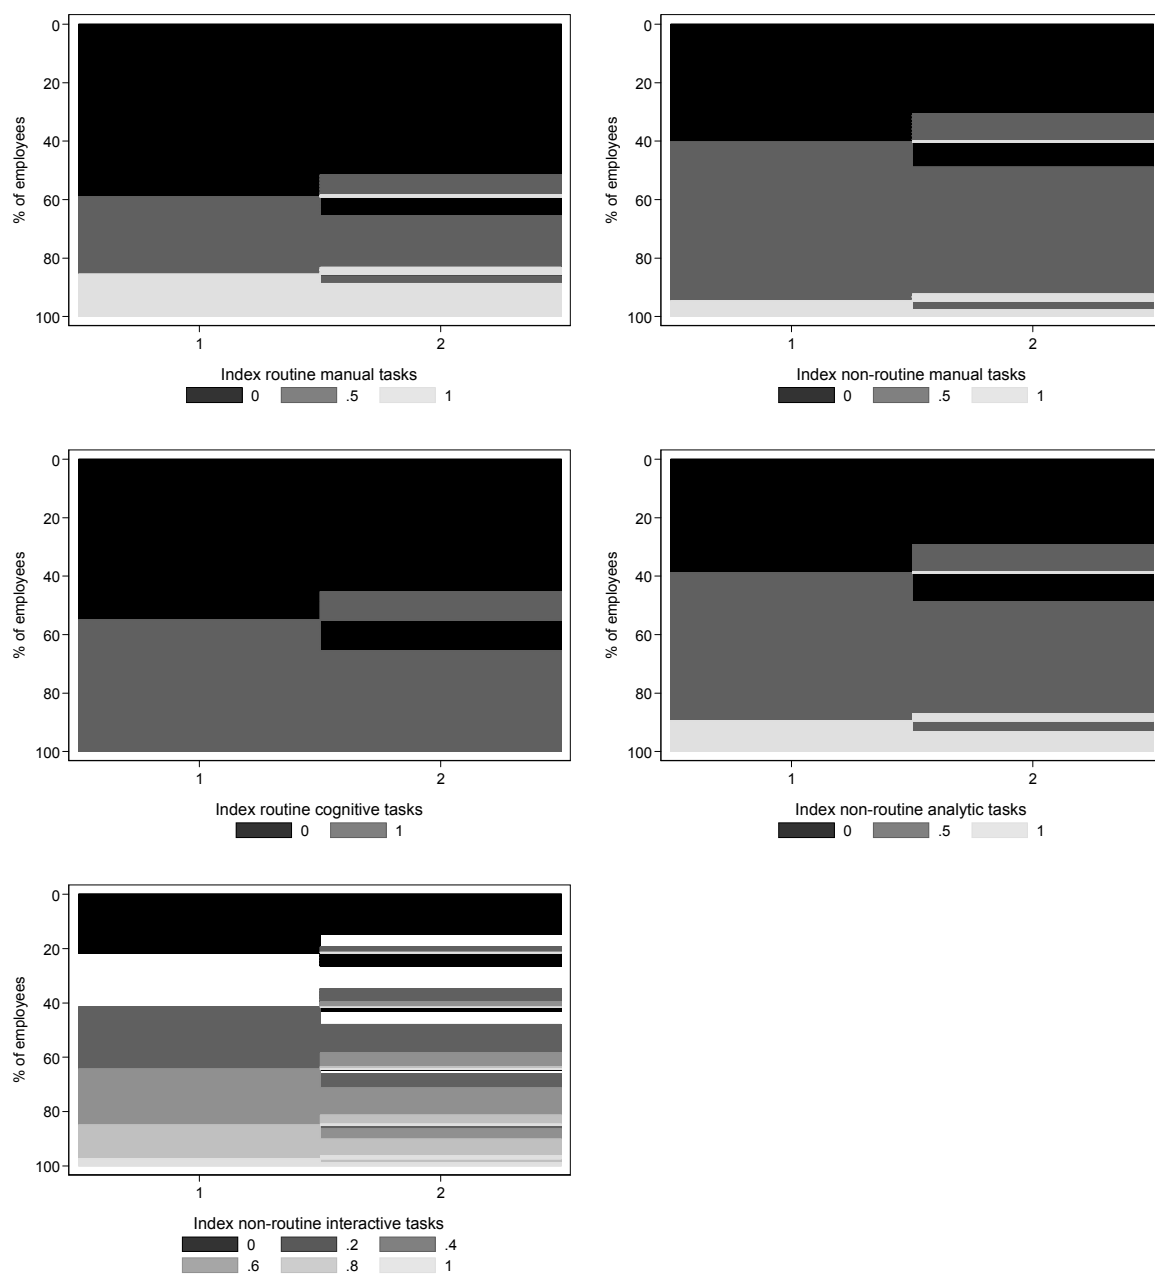 0
20
40
60
80
100
% of employees
1 2
Index routine manual tasks
0 .5 1
0
20
40
60
80
100
% of employees
1 2
Index non-routine manual tasks
0 .5 1
0
20
40
60
80
100
% of employees
1 2
Index routine cognitive tasks
0 1
0
20
40
60
80
100
% of employees
1 2
Index non-routine analytic tasks
0 .5 1
0
20
40
60
80
100
% of employees
1 2
Index non-routine interactive tasks
0 .2 .4
.6 .8 1